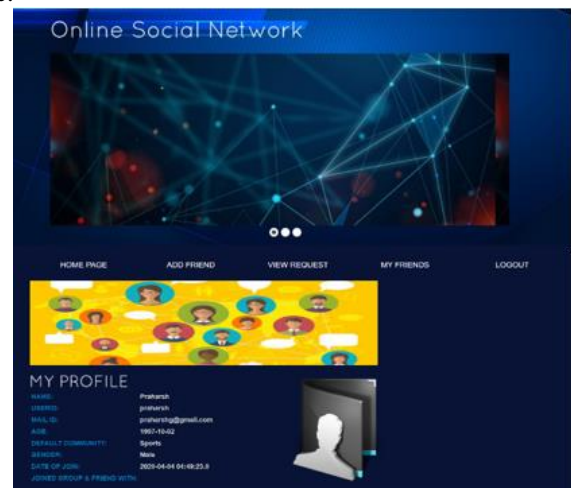 Online Social Network
HOME PAGE ADD FRIEND VIEW REQUEST MY FRIENDS LOGOUT
MY PROFILE
NAME: Praharsh
USERID: praharsh
MAIL ID: praharshg@gmail.com
AGE: 1997-10-02
DEFAULT COMMUNITY: Sports
GENDER: Male
DATE OF JOIN: 2020-04-04 04:49:23.0
JOINED GROUP & FRIEND WITH: